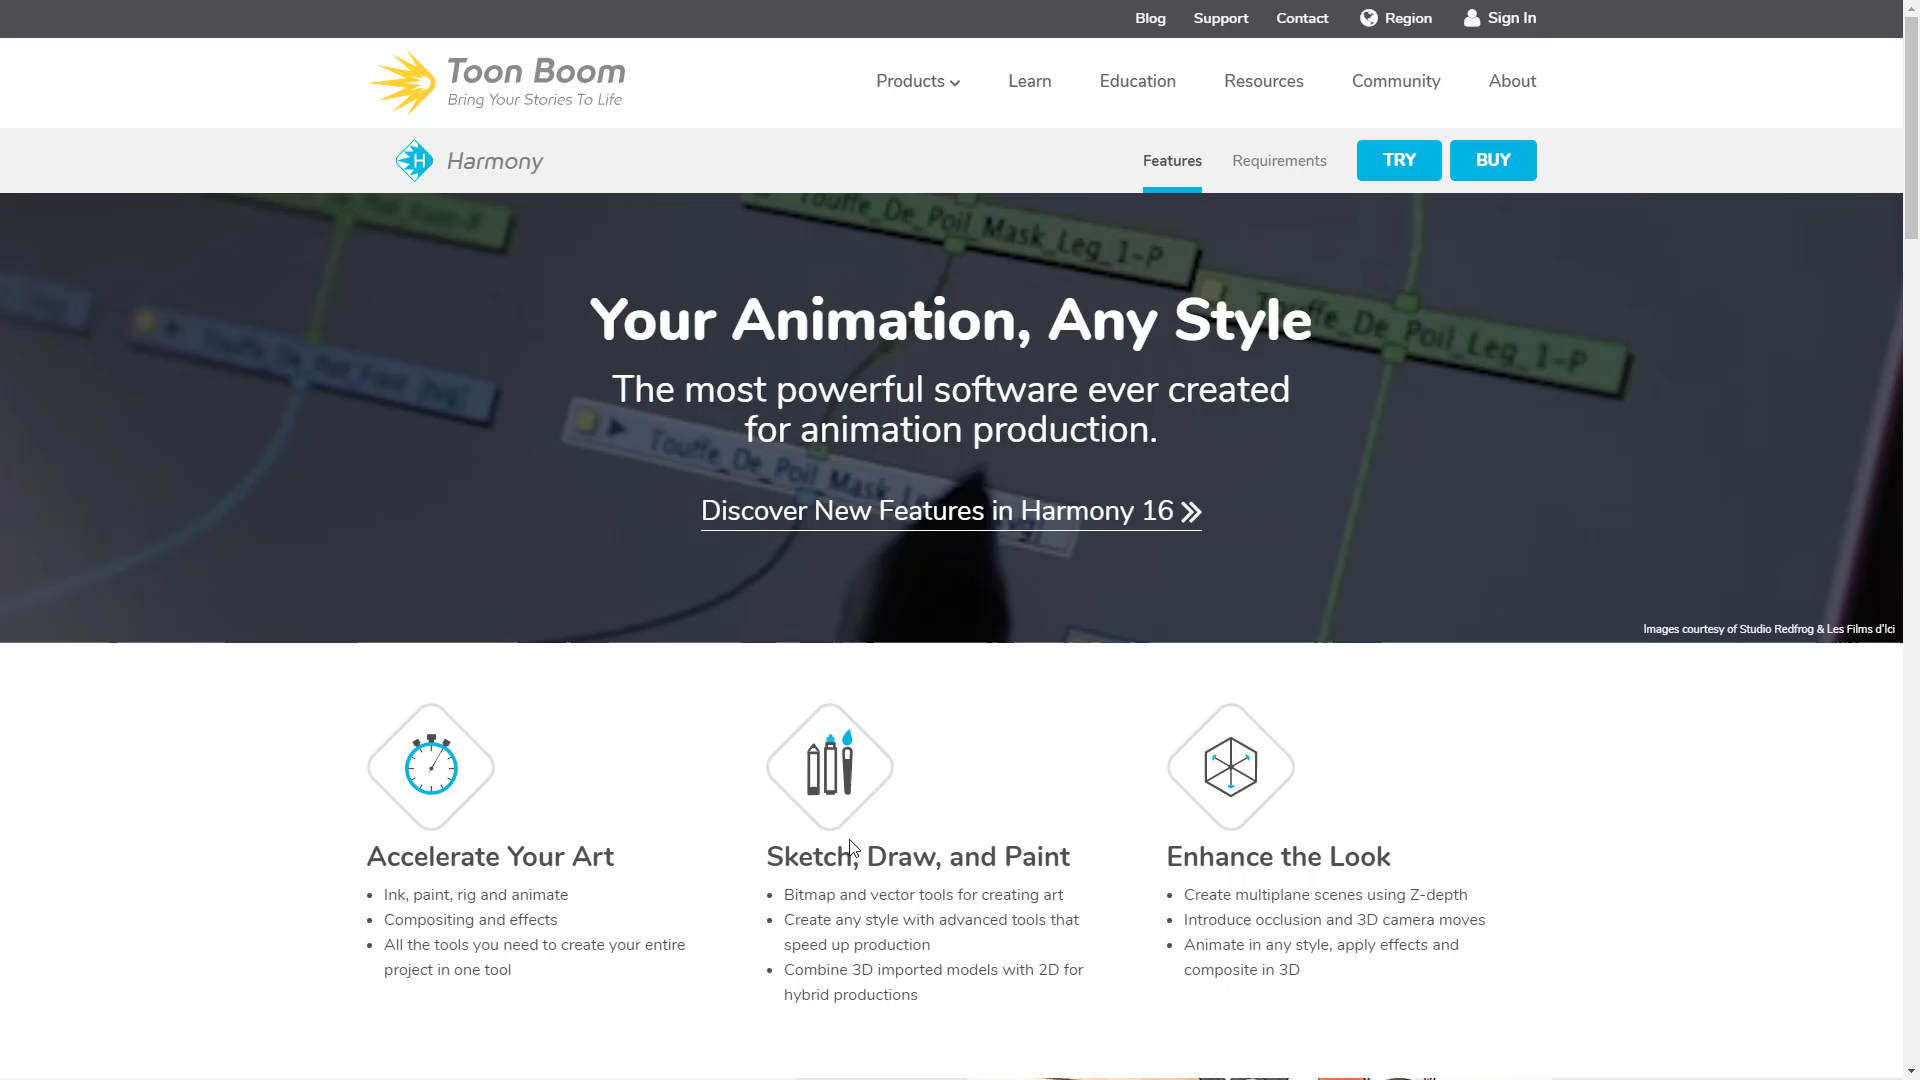 Blog Support Contact Region Sign In
Toon Boom
Bring Your Stories To Life
Products Learn Education Resources Community About
Harmony
Features Requirements TRY BUY
Touffe_De_Poil_Mask_Leg_1-P
Touffe_De_Poil_Leg_1-P
Touffe_De_Poil_Mask
Your Animation, Any Style
The most powerful software ever created
for animation production.
Discover New Features in Harmony 16
Images courtesy of Studio Redfrog & Les Films d'Ici
Accelerate Your Art
• Ink, paint, rig and animate
• Compositing and effects
• All the tools you need to create your entire
project in one tool
Sketch, Draw, and Paint
• Bitmap and vector tools for creating art
• Create any style with advanced tools that
speed up production
• Combine 3D imported models with 2D for
hybrid productions
Enhance the Look
• Create multiplane scenes using Z-depth
• Introduce occlusion and 3D camera moves
• Animate in any style, apply effects and
composite in 3D